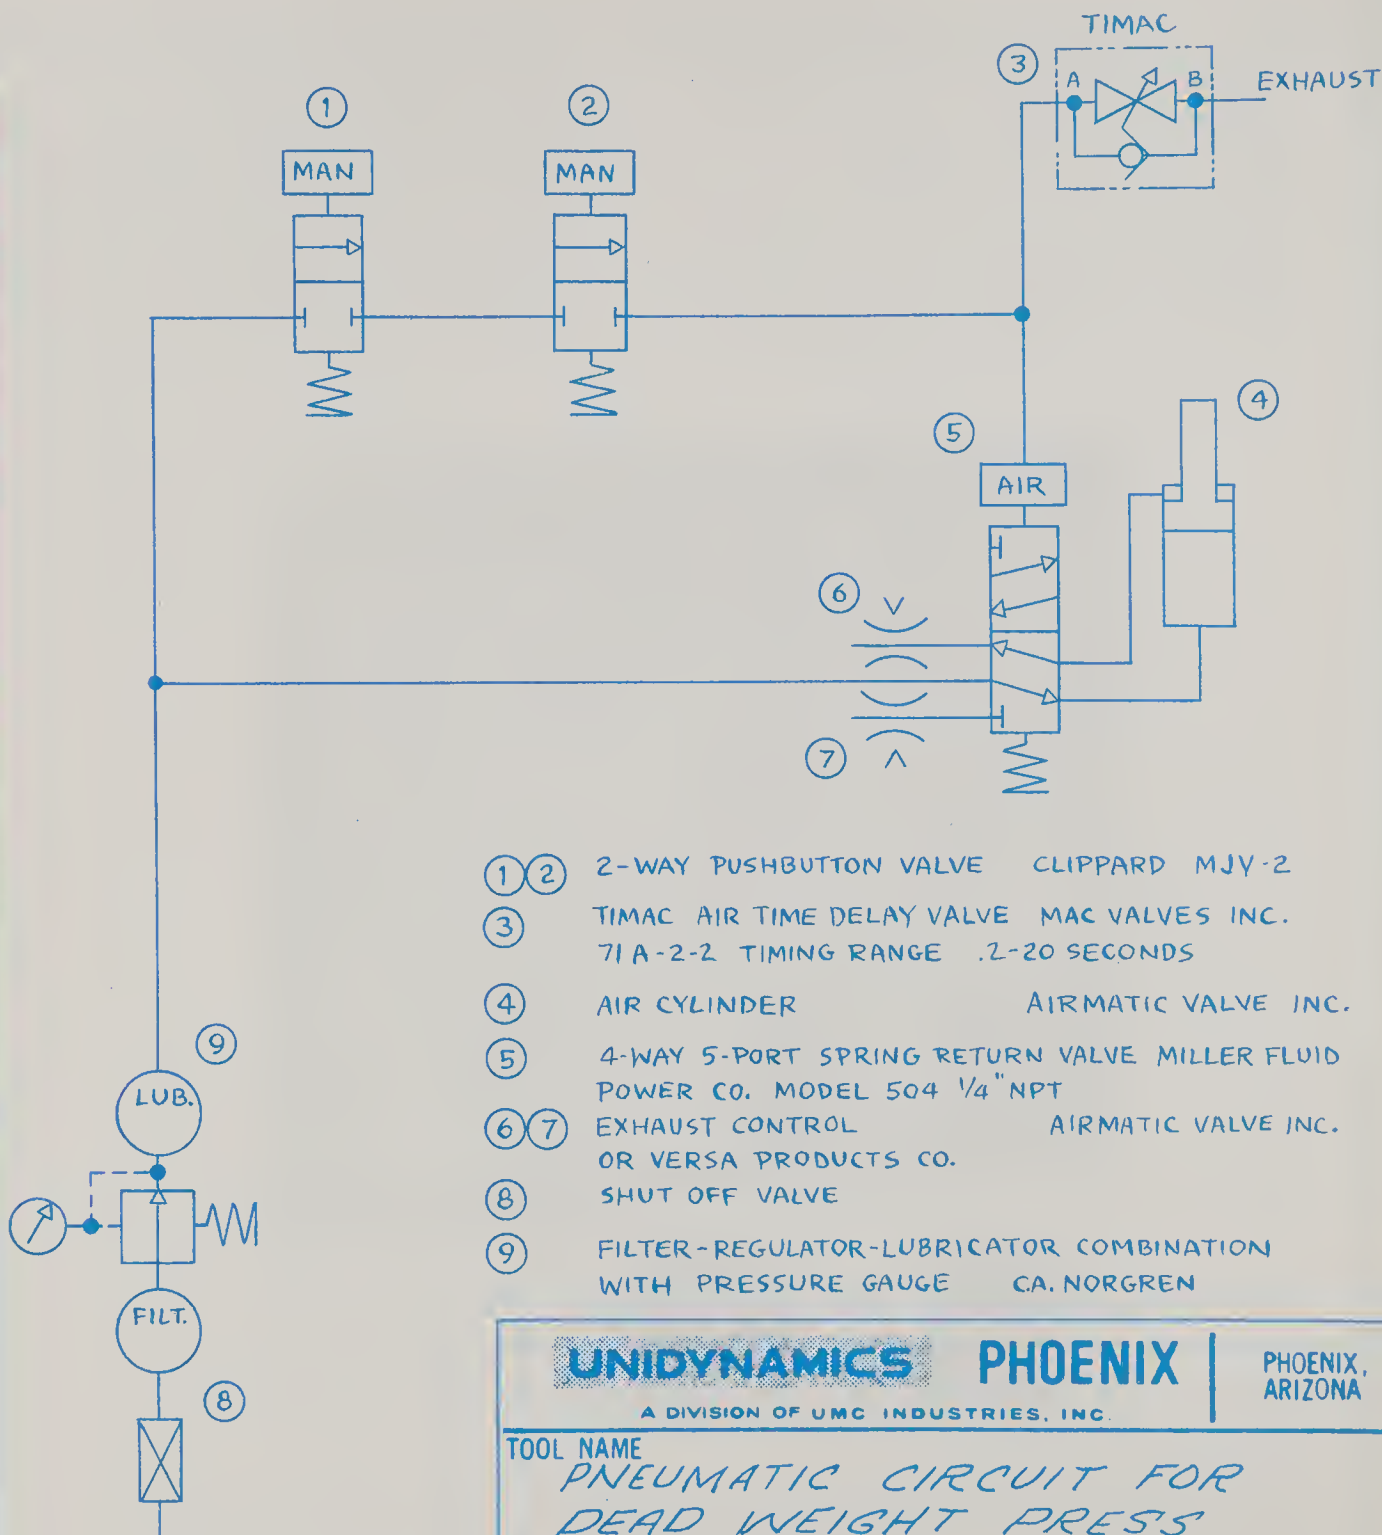 TIMAC
3
A
B
EXHAUST
1
2
MAN
MAN
4
5
AIR
6
7
1 2 2-WAY PUSHBUTTON VALVE CLIPPARD MJV-2
3 TIMAC AIR TIME DELAY VALVE MAC VALVES INC.
71A-2-2 TIMING RANGE .2-20 SECONDS
4 AIR CYLINDER AIRMATIC VALVE INC.
5 4-WAY 5-PORT SPRING RETURN VALVE MILLER FLUID
POWER CO. MODEL 504 1/4" NPT
6 7 EXHAUST CONTROL AIRMATIC VALVE INC.
OR VERSA PRODUCTS CO.
8 SHUT OFF VALVE
9 FILTER-REGULATOR-LUBRICATOR COMBINATION
WITH PRESSURE GAUGE C.A. NORGREN
9
LUB.
FILT.
8
UNIDYNAMICS PHOENIX
PHOENIX,
ARIZONA
A DIVISION OF UMC INDUSTRIES, INC.
TOOL NAME
PNEUMATIC CIRCUIT FOR
DEAD WEIGHT PRESS